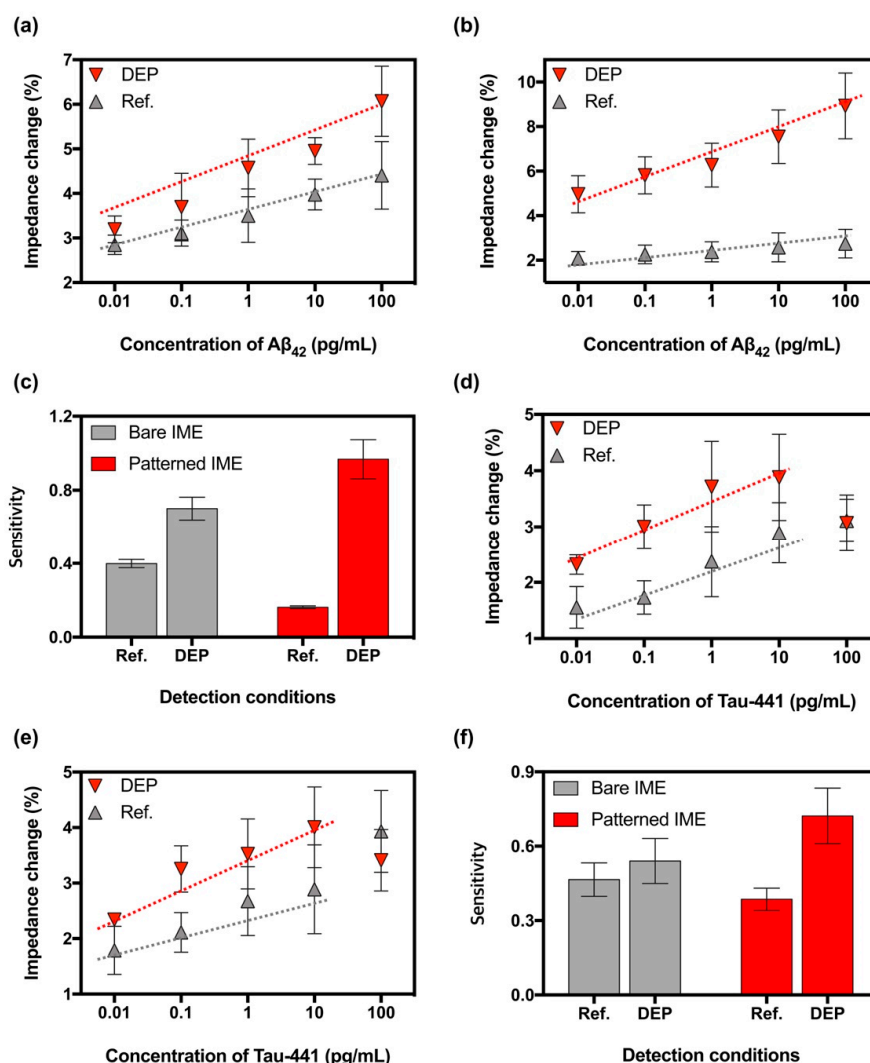 (a)
7
6
5
4
3
2
Impedance change (%)
DEP
Ref.
0.01 0.1 1 10 100
Concentration of Aβ42 (pg/mL)
(b)
10
8
6
4
2
Impedance change (%)
DEP
Ref.
0.01 0.1 1 10 100
Concentration of Aβ42 (pg/mL)
(c)
1.2
0.8
0.4
0.0
Sensitivity
Bare IME
Patterned IME
Ref. DEP Ref. DEP
Detection conditions
(d)
5
4
3
2
1
Impedance change (%)
DEP
Ref.
0.01 0.1 1 10 100
Concentration of Tau-441 (pg/mL)
(e)
5
4
3
2
1
Impedance change (%)
DEP
Ref.
0.01 0.1 1 10 100
Concentration of Tau-441 (pg/mL)
(f)
0.9
0.6
0.3
0.0
Sensitivity
Bare IME
Patterned IME
Ref. DEP Ref. DEP
Detection conditions